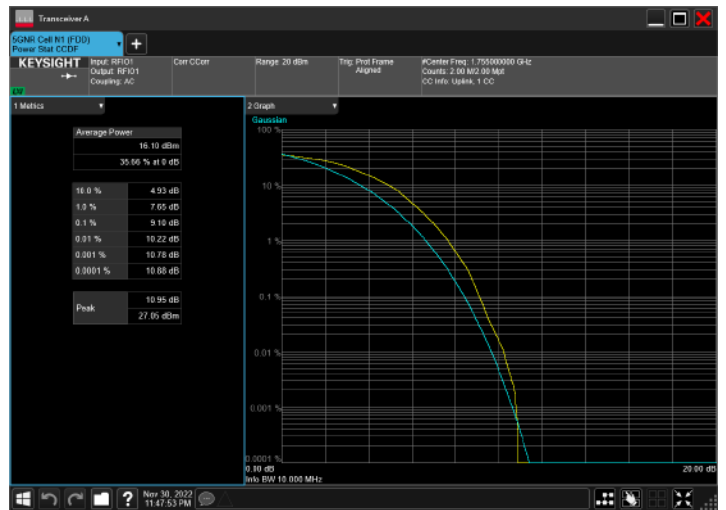 Transceiver A
5GNR Cell N1 (FDD)
Power Stat CCDF
KEYSIGHT
Input: RFIO1
Output: RFIO1
Coupling: AC
Corr CCorr
Range: 20 dBm
Trig: Prot Frame
Aligned
#Center Freq: 1.755000000 GHz
Counts: 2.00 M/2.00 Mpt
CC Info: Uplink, 1 CC
1 Metrics
Average Power
16.10 dBm
35.66 % at 0 dB
10.0 % 4.93 dB
1.0 % 7.65 dB
0.1 % 9.10 dB
0.01 % 10.22 dB
0.001 % 10.78 dB
0.0001 % 10.88 dB
Peak
10.95 dB
27.05 dBm
2 Graph
Gaussian
100 %
10 %
1 %
0.1 %
0.01 %
0.001 %
0.0001 %
0.00 dB
20.00 dB
Info BW 10.000 MHz
Nov 30, 2022
11:47:53 PM